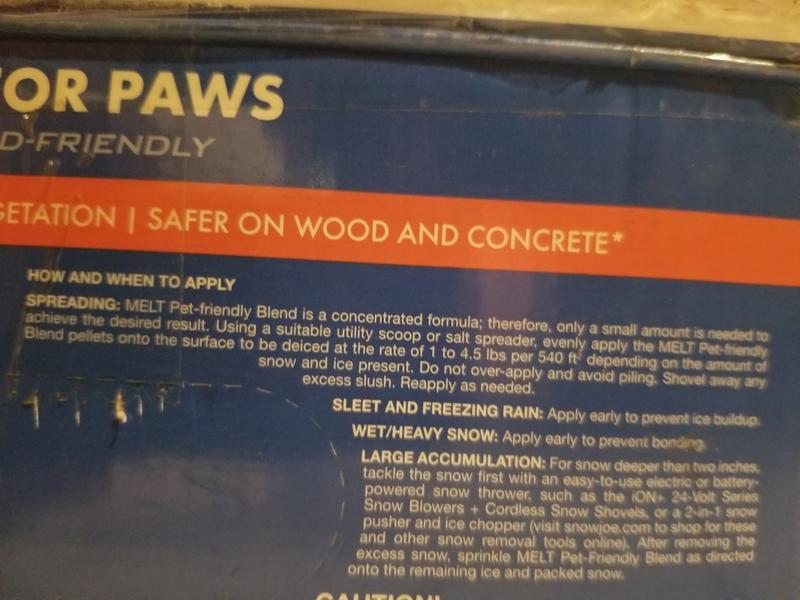 OR PAWS
D-FRIENDLY
GETATION | SAFER ON WOOD AND CONCRETE*
HOW AND WHEN TO APPLY
SPREADING: MELT Pet-friendly Blend is a concentrated formula; therefore, only a small amount is needed to
achieve the desired result. Using a suitable utility scoop or salt spreader, evenly apply the MELT Pet-friendly
Blend pellets onto the surface to be deiced at the rate of 1 to 4.5 lbs per 540 ft² depending on the amount of
snow and ice present. Do not over-apply and avoid piling. Shovel away any
excess slush. Reapply as needed.
SLEET AND FREEZING RAIN: Apply early to prevent ice buildup.
WET/HEAVY SNOW: Apply early to prevent bonding.
LARGE ACCUMULATION: For snow deeper than two inches,
tackle the snow first with an easy-to-use electric or battery-
powered snow thrower, such as the iON+ 24-Volt Series
Snow Blowers + Cordless Snow Shovels, or a 2-in-1 snow
pusher and ice chopper (visit snowjoe.com to shop for these
and other snow removal tools online). After removing the
excess snow, sprinkle MELT Pet-Friendly Blend as directed
onto the remaining ice and packed snow.
CAUTION!